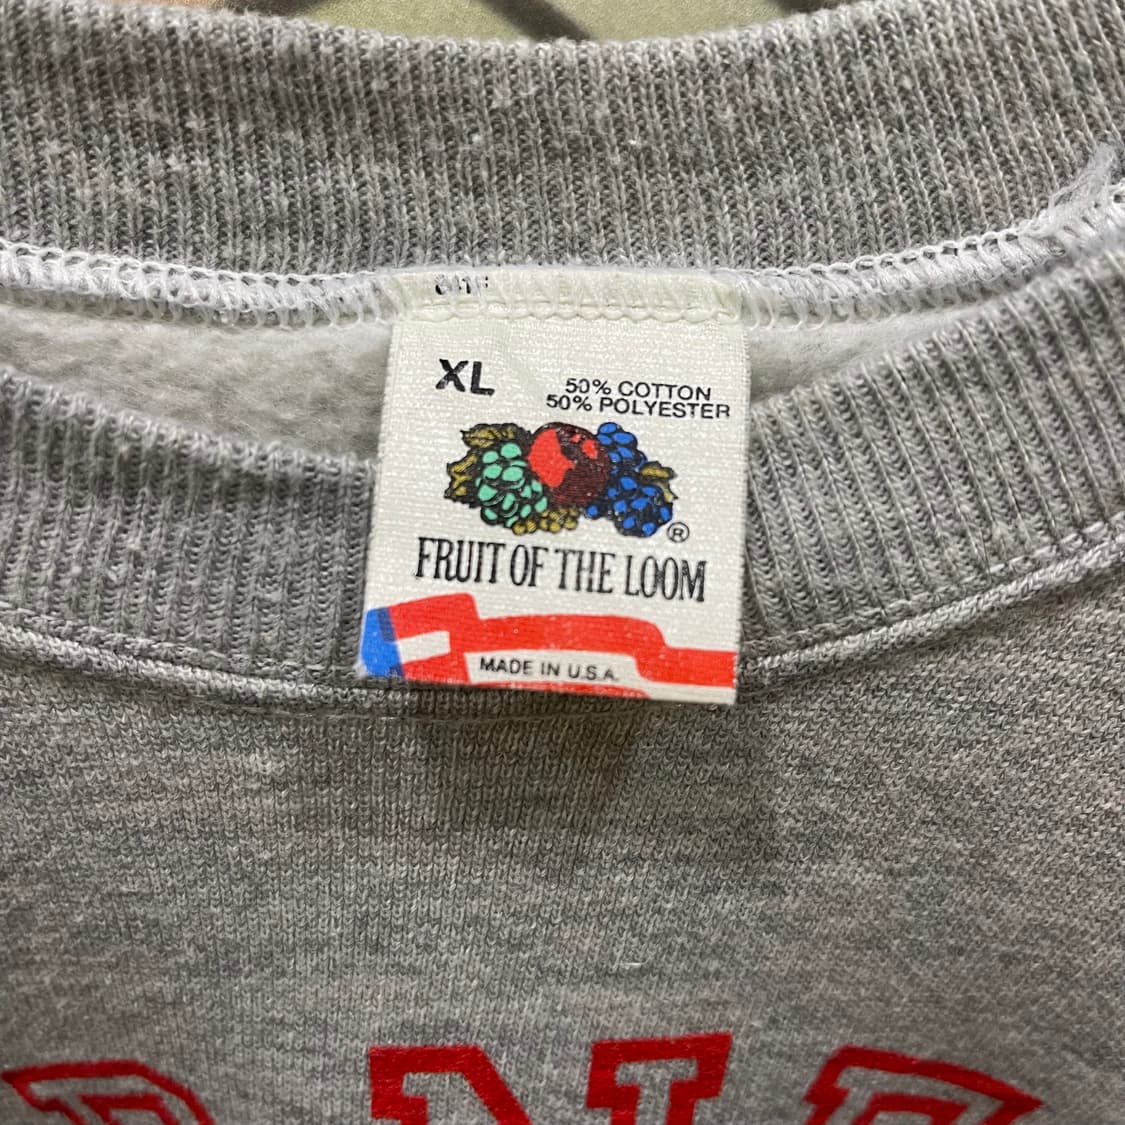 XL
50% COTTON
50% POLYESTER
®
FRUIT OF THE LOOM
MADE IN U.S.A.